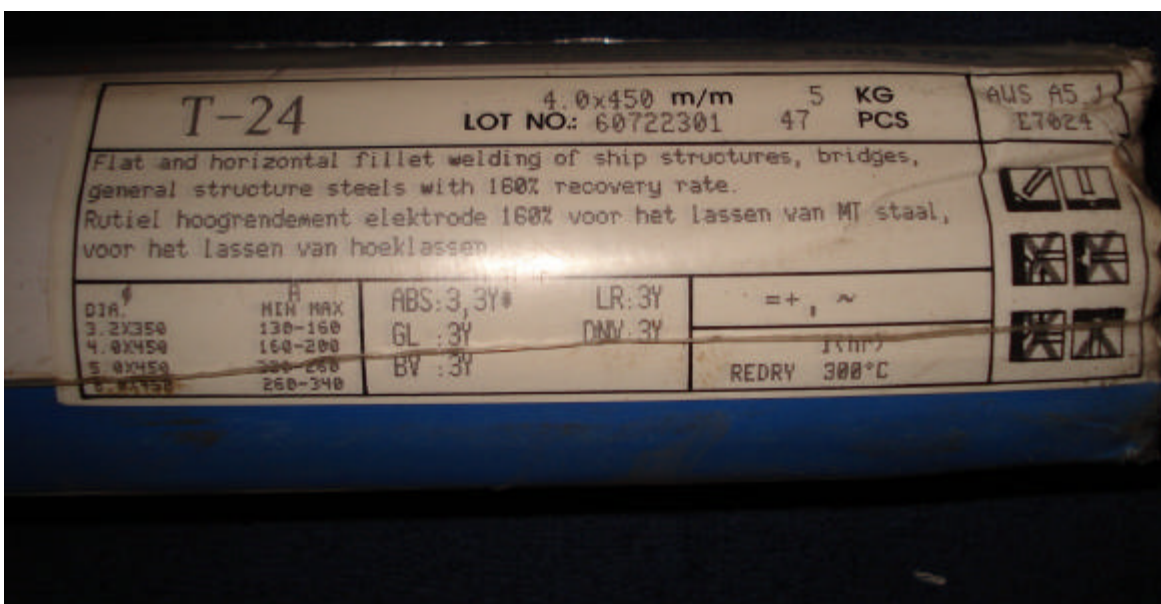 T-24 4.0x450 m/m 5 KG
LOT NO.: 60722301 47 PCS
AWS A5.1
E7024
Flat and horizontal fillet welding of ship structures, bridges,
general structure steels with 160% recovery rate.
Rutiel hoogrendement elektrode 160% voor het lassen van MT staal,
voor het lassen van hoeklassen
DIA. MIN MAX
3.2X350 130-160
4.0X450 160-200
5.0X450
260-340
ABS:3,3Y* LR:3Y
GL :3Y DNV:3Y
BV :3Y
=+, ~
1(hr)
REDRY 300°C